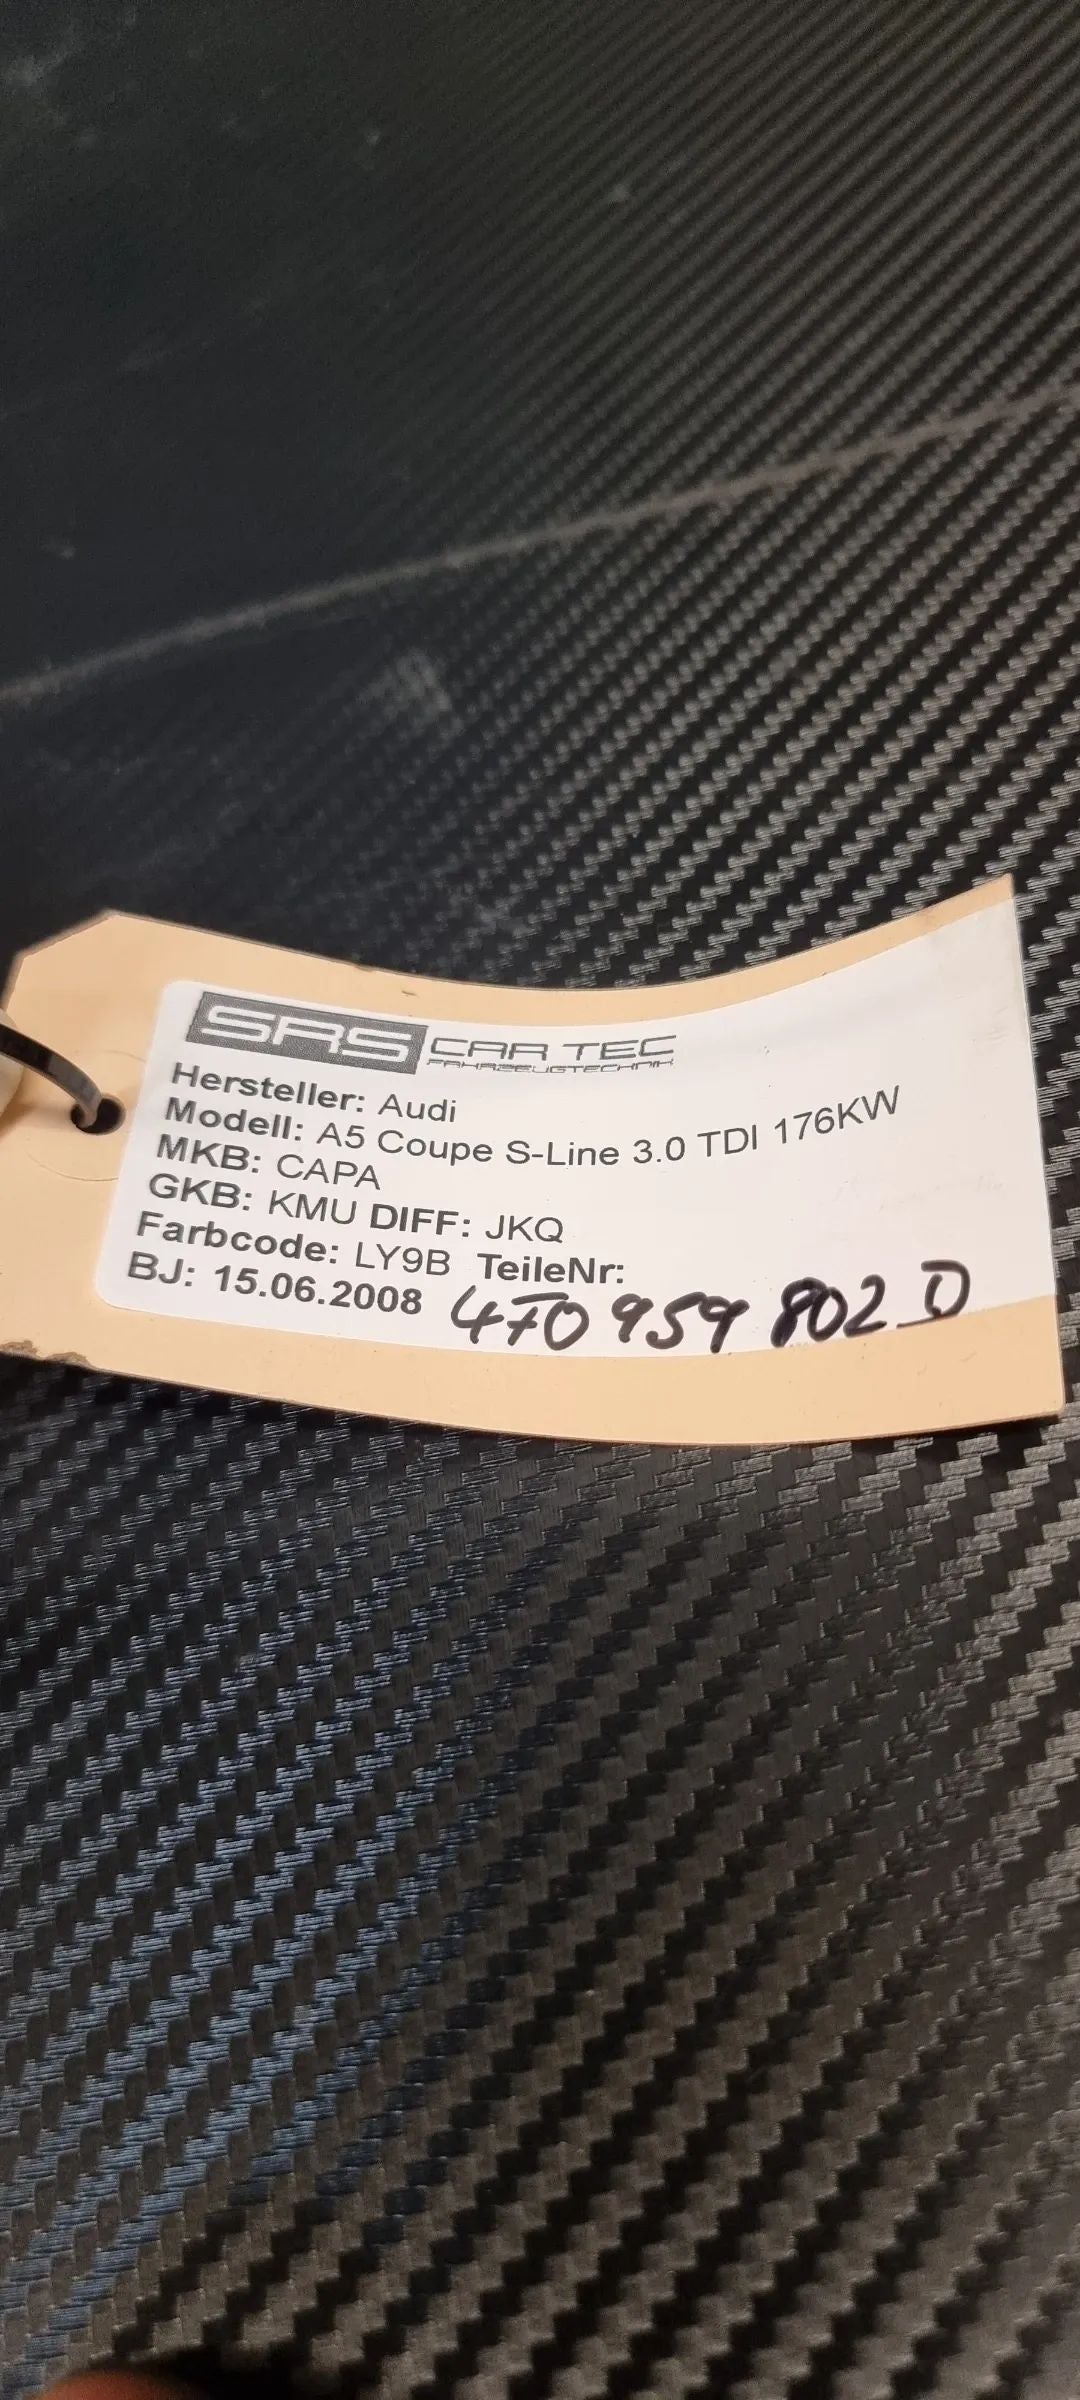 SRS CAR TEC
FAHRZEUGTECHNIK
Hersteller: Audi
Modell: A5 Coupe S-Line 3.0 TDI 176KW
MKB: CAPA
GKB: KMU DIFF: JKQ
Farbcode: LY9B TeileNr:
BJ: 15.06.2008 4F0 959 802 D